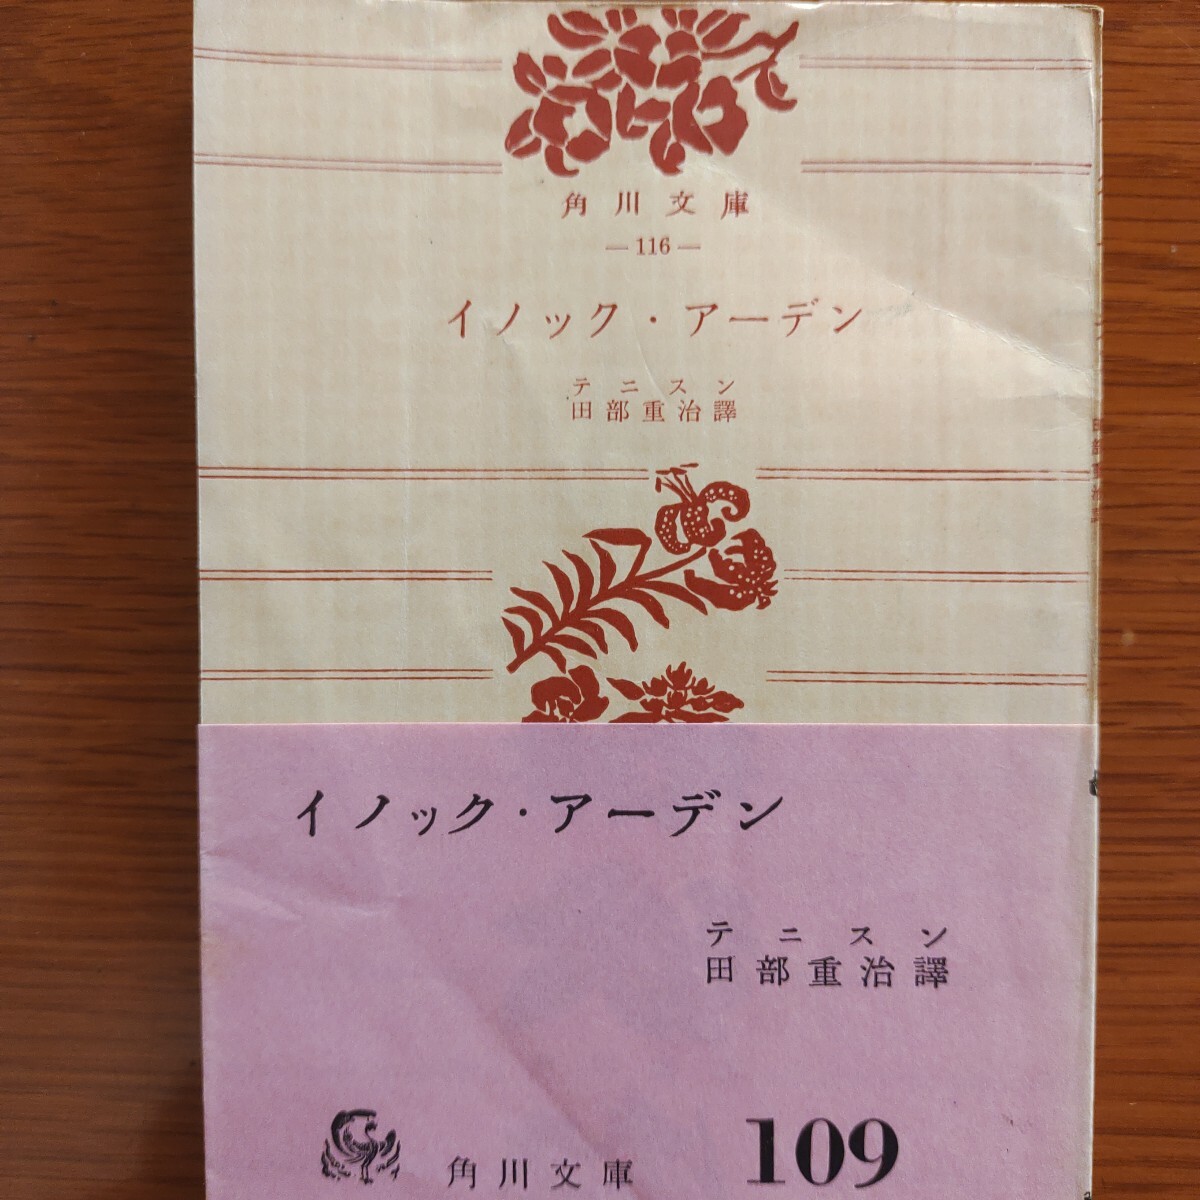 角川文庫
—116—
イノック・アーデン
テニスン
田部重治譯
イノック・アーデン
テニスン
田部重治譯
角川文庫
109